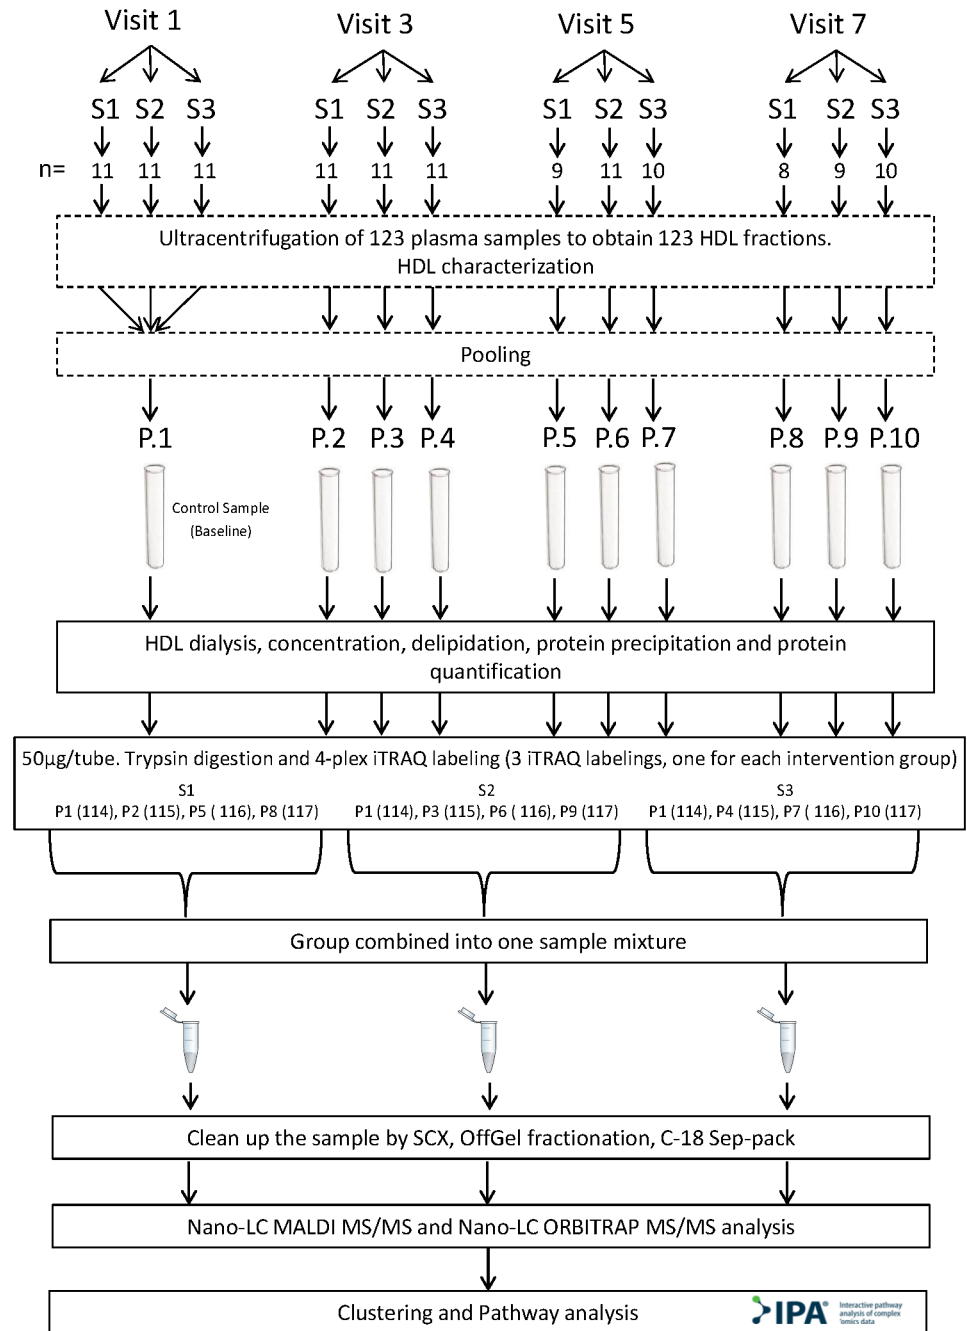 Visit 1 Visit 3 Visit 5 Visit 7
S1 S2 S3 S1 S2 S3 S1 S2 S3 S1 S2 S3
n= 11 11 11 11 11 11 9 11 10 8 9 10
Ultracentrifugation of 123 plasma samples to obtain 123 HDL fractions.
HDL characterization
Pooling
P.1 P.2 P.3 P.4 P.5 P.6 P.7 P.8 P.9 P.10
Control Sample
(Baseline)
HDL dialysis, concentration, delipidation, protein precipitation and protein
quantification
50µg/tube. Trypsin digestion and 4-plex iTRAQ labeling (3 iTRAQ labelings, one for each intervention group)
S1 S2 S3
P1 (114), P2 (115), P5 ( 116), P8 (117) P1 (114), P3 (115), P6 ( 116), P9 (117) P1 (114), P4 (115), P7 ( 116), P10 (117)
Group combined into one sample mixture
Clean up the sample by SCX, OffGel fractionation, C-18 Sep-pack
Nano-LC MALDI MS/MS and Nano-LC ORBITRAP MS/MS analysis
Clustering and Pathway analysis
IPA®
Interactive pathway
analysis of complex
'omics data